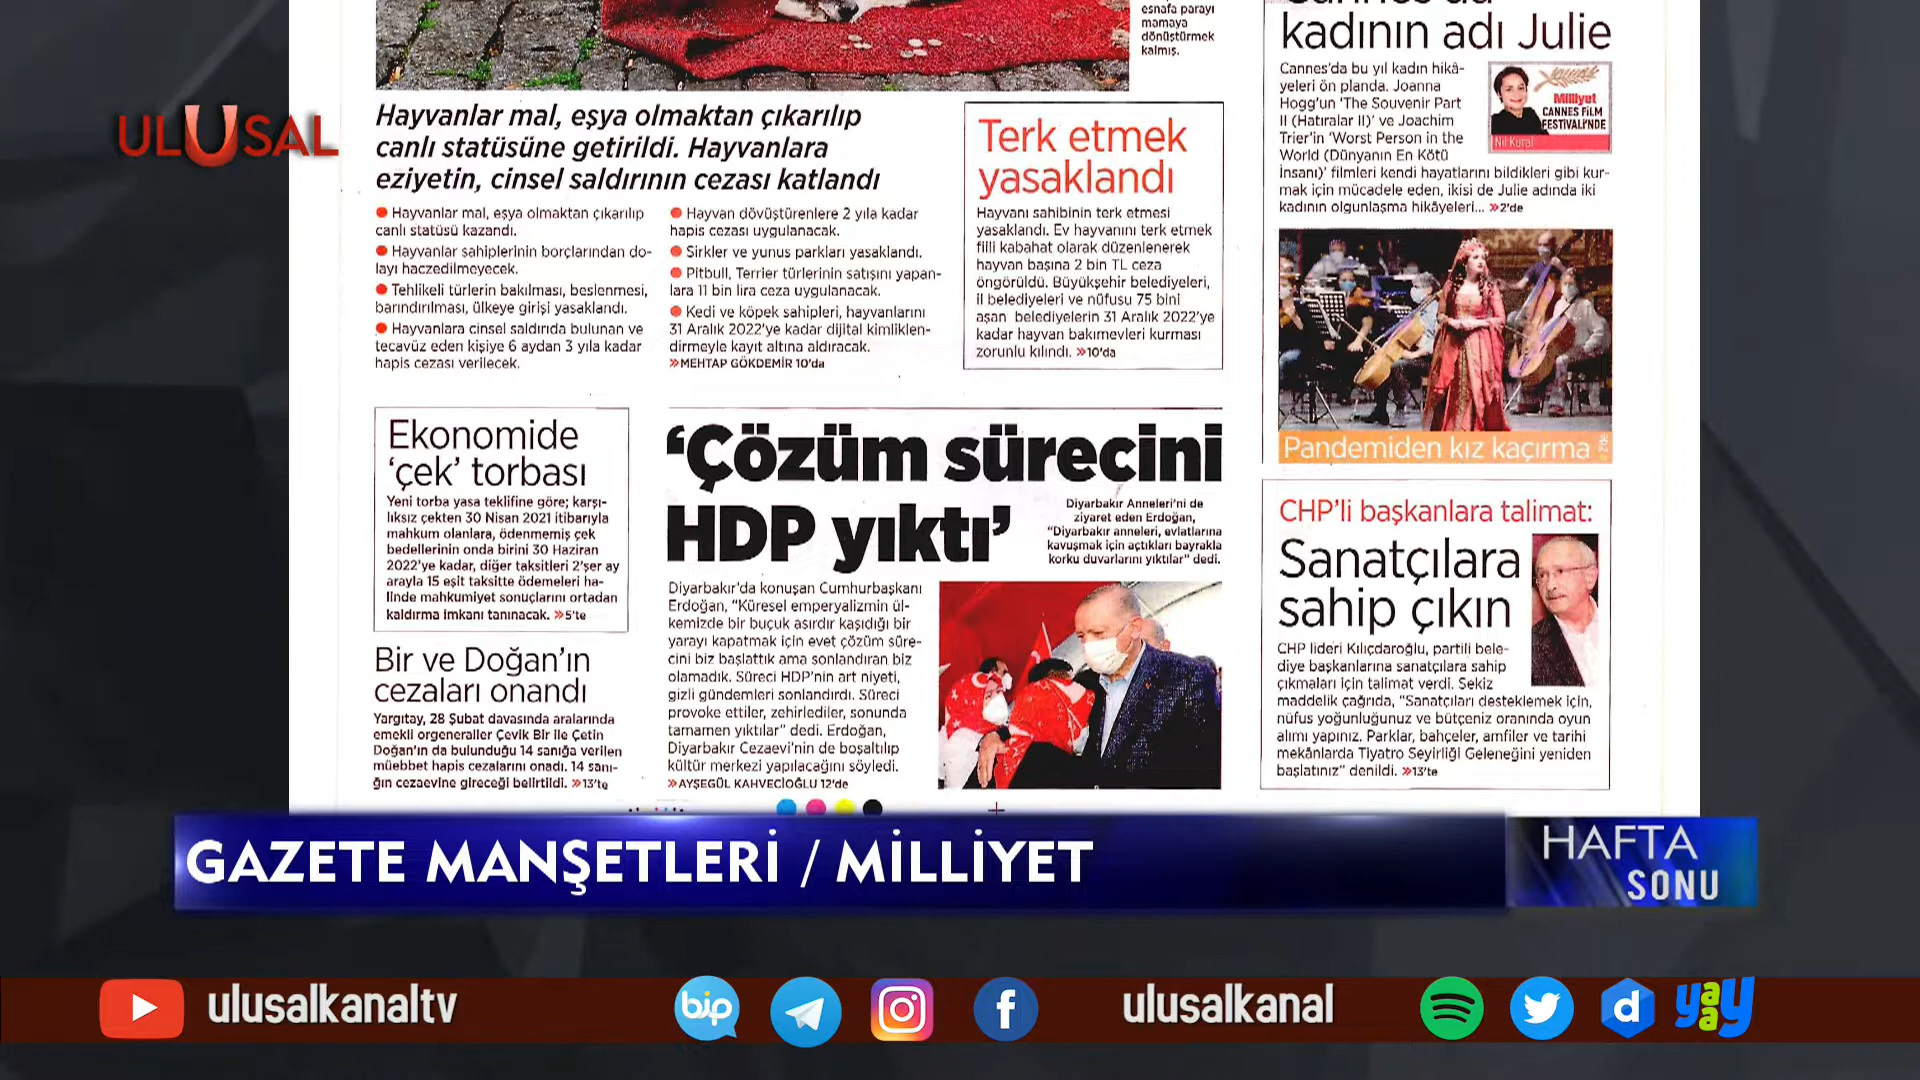 esnafa parayı
mamaya
dönüştürmek
kalmış.
kadının adı Julie
Cannes'da bu yıl kadın hikâ-
yeleri ön planda. Joanna
Hogg'un 'The Souvenir Part
II (Hatıralar II)' ve Joachim
Trier'in 'Worst Person in the
World (Dünyanın En Kötü
İnsanı)' filmleri kendi hayatlarını bildikleri gibi kur-
mak için mücadele eden, ikisi de Julie adında iki
kadının olgunlaşma hikâyeleri... »2'de
Milliyet
CANNES FİLM
FESTİVALİ'NDE
Nil Kural
ULUSAL
Hayvanlar mal, eşya olmaktan çıkarılıp
canlı statüsüne getirildi. Hayvanlara
eziyetin, cinsel saldırının cezası katlandı
Hayvanlar mal, eşya olmaktan çıkarılıp
canlı statüsü kazandı.
Hayvanlar sahiplerinin borçlarından do-
layı haczedilmeyecek.
Tehlikeli türlerin bakılması, beslenmesi,
barındırılması, ülkeye girişi yasaklandı.
Hayvanlara cinsel saldırıda bulunan ve
tecavüz eden kişiye 6 aydan 3 yıla kadar
hapis cezası verilecek.
Hayvan dövüştürenlere 2 yıla kadar
hapis cezası uygulanacak.
Sirkler ve yunus parkları yasaklandı.
Pitbull, Terrier türlerinin satışını yapan-
lara 11 bin lira ceza uygulanacak.
Kedi ve köpek sahipleri, hayvanlarını
31 Aralık 2022'ye kadar dijital kimliklen-
dirmeyle kayıt altına aldıracak.
»MEHTAP GÖKDEMİR 10'da
Terk etmek
yasaklandı
Hayvanı sahibinin terk etmesi
yasaklandı. Ev hayvanını terk etmek
fiili kabahat olarak düzenlenerek
hayvan başına 2 bin TL ceza
öngörüldü. Büyükşehir belediyeleri,
il belediyeleri ve nüfusu 75 bini
aşan belediyelerin 31 Aralık 2022'ye
kadar hayvan bakımevleri kurması
zorunlu kılındı. »10'da
Pandemiden kız kaçırma
Ekonomide
'çek' torbası
Yeni torba yasa teklifine göre; karşı-
lıksız çekten 30 Nisan 2021 itibarıyla
mahkum olanlara, ödenmemiş çek
bedellerinin onda birini 30 Haziran
2022'ye kadar, diğer taksitleri 2'şer ay
arayla 15 eşit taksitte ödemeleri ha-
linde mahkumiyet sonuçlarını ortadan
kaldırma imkanı tanınacak. »5'te
Bir ve Doğan'ın
cezaları onandı
Yargıtay, 28 Şubat davasında aralarında
emekli orgeneraller Çevik Bir ile Çetin
Doğan'ın da bulunduğu 14 sanığa verilen
müebbet hapis cezalarını onadı. 14 sanı-
ğın cezaevine gireceği belirtildi. »13'te
'Çözüm sürecini
HDP yıktı'
Diyarbakır Anneleri'ni de
ziyaret eden Erdoğan,
"Diyarbakır anneleri, evlatlarına
kavuşmak için açtıkları bayrakla
korku duvarlarını yıktılar" dedi.
Diyarbakır'da konuşan Cumhurbaşkanı
Erdoğan, "Küresel emperyalizmin ül-
kemizde bir buçuk asırdır kaşıdığı bir
yarayı kapatmak için evet çözüm süre-
cini biz başlattık ama sonlandıran biz
olamadık. Süreci HDP'nin art niyeti,
gizli gündemleri sonlandırdı. Süreci
provoke ettiler, zehirlediler, sonunda
tamamen yıktılar" dedi. Erdoğan,
Diyarbakır Cezaevi'nin de boşaltılıp
kültür merkezi yapılacağını söyledi.
»AYŞEGÜL KAHVECİOĞLU 12'de
CHP'li başkanlara talimat:
Sanatçılara
sahip çıkın
CHP lideri Kılıçdaroğlu, partili bele-
diye başkanlarına sanatçılara sahip
çıkmaları için talimat verdi. Sekiz
maddelik çağrıda, "Sanatçıları desteklemek için,
nüfus yoğunluğunuz ve bütçeniz oranında oyun
alımı yapınız. Parklar, bahçeler, amfiler ve tarihi
mekânlarda Tiyatro Seyirliği Geleneğini yeniden
başlatınız" denildi. »13'te
GAZETE MANŞETLERİ / MİLLİYET
HAFTA
SONU
ulusalkanaltv
bip
ulusalkanal
d
yaay